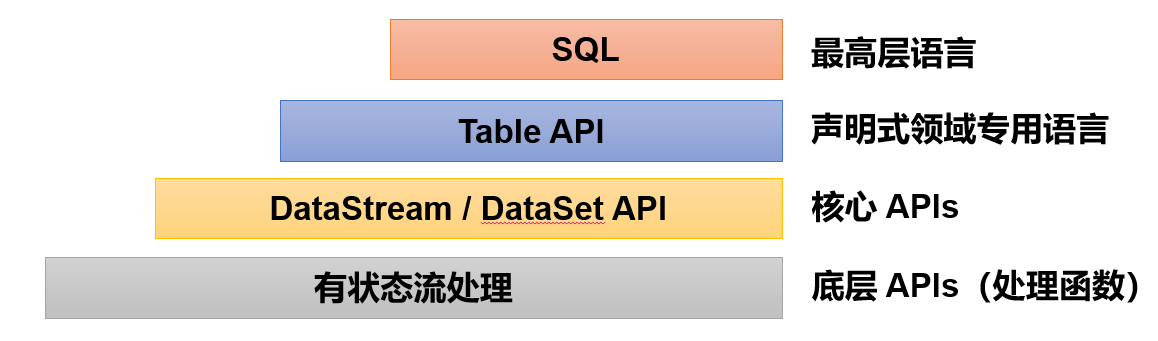 SQL 最高层语言
Table API 声明式领域专用语言
DataStream / DataSet API 核心 APIs
有状态流处理 底层 APIs（处理函数）